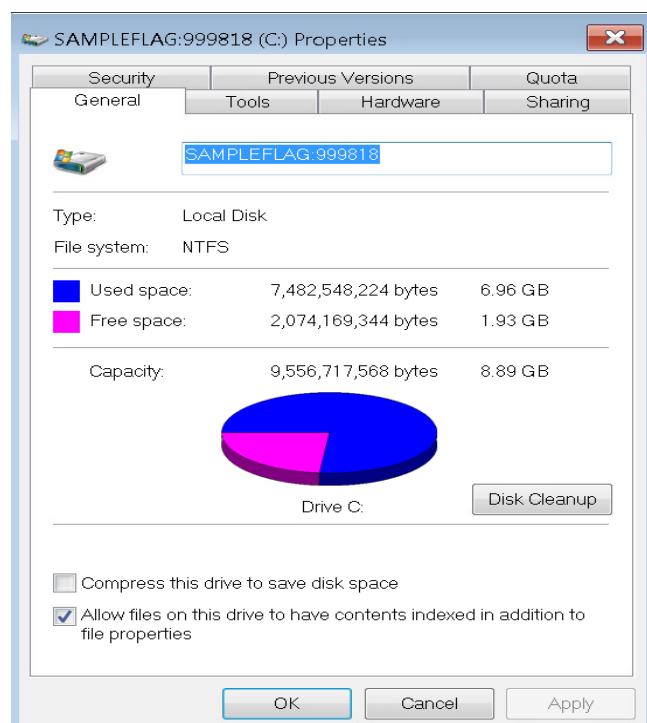 SAMPLEFLAG:999818 (C:) Properties
Security Previous Versions Quota
General Tools Hardware Sharing
SAMPLEFLAG:999818
Type: Local Disk
File system: NTFS
Used space: 7,482,548,224 bytes 6.96 GB
Free space: 2,074,169,344 bytes 1.93 GB
Capacity: 9,556,717,568 bytes 8.89 GB
Drive C:
Disk Cleanup
Compress this drive to save disk space
Allow files on this drive to have contents indexed in addition to
file properties
OK Cancel Apply